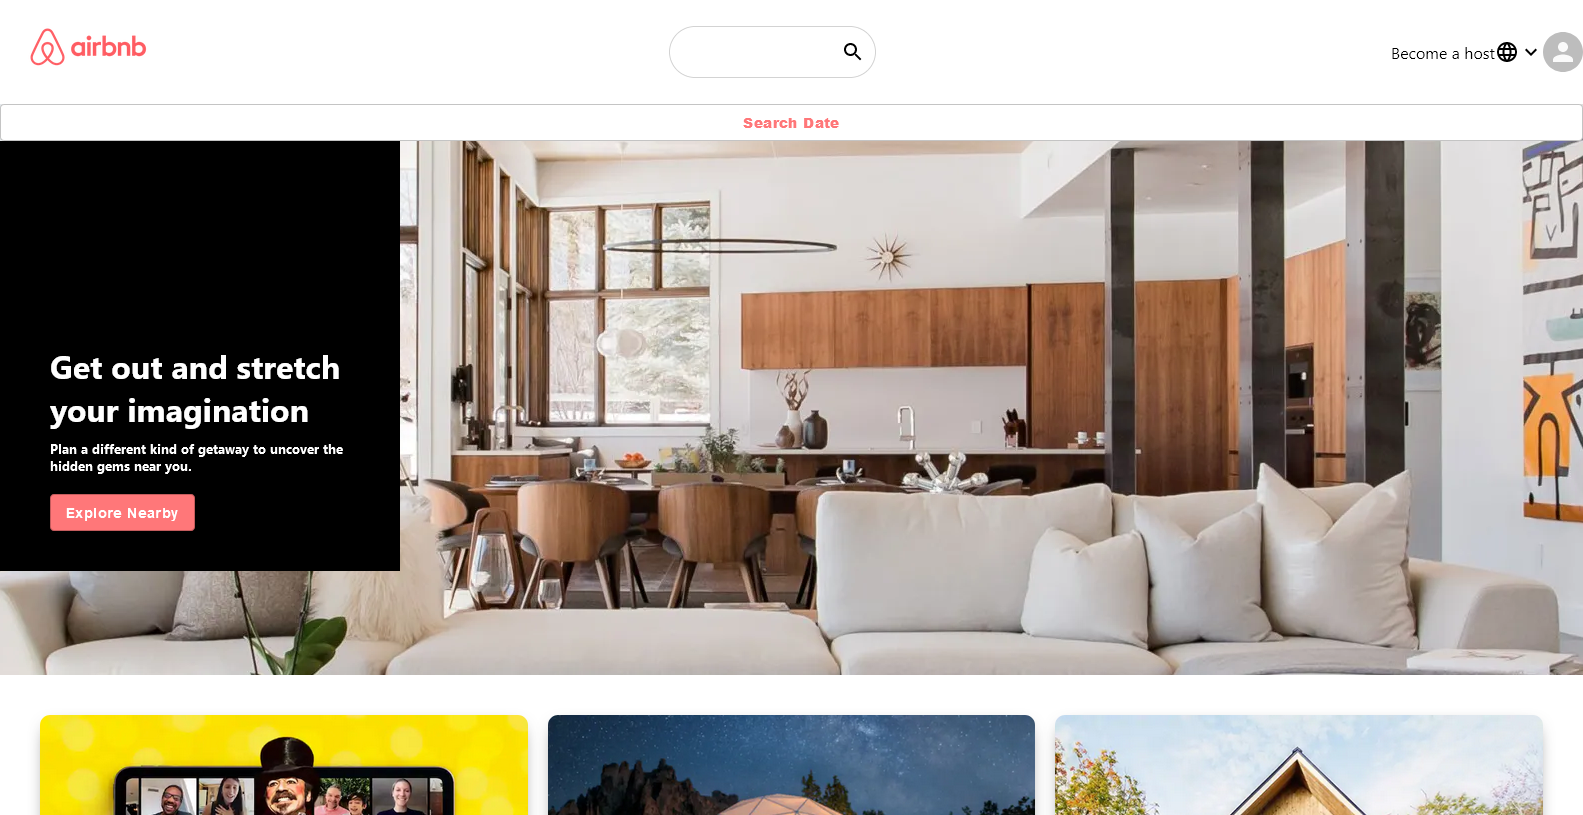 airbnb
Become a host
Search Date
Get out and stretch
your imagination
Plan a different kind of getaway to uncover the
hidden gems near you.
Explore Nearby